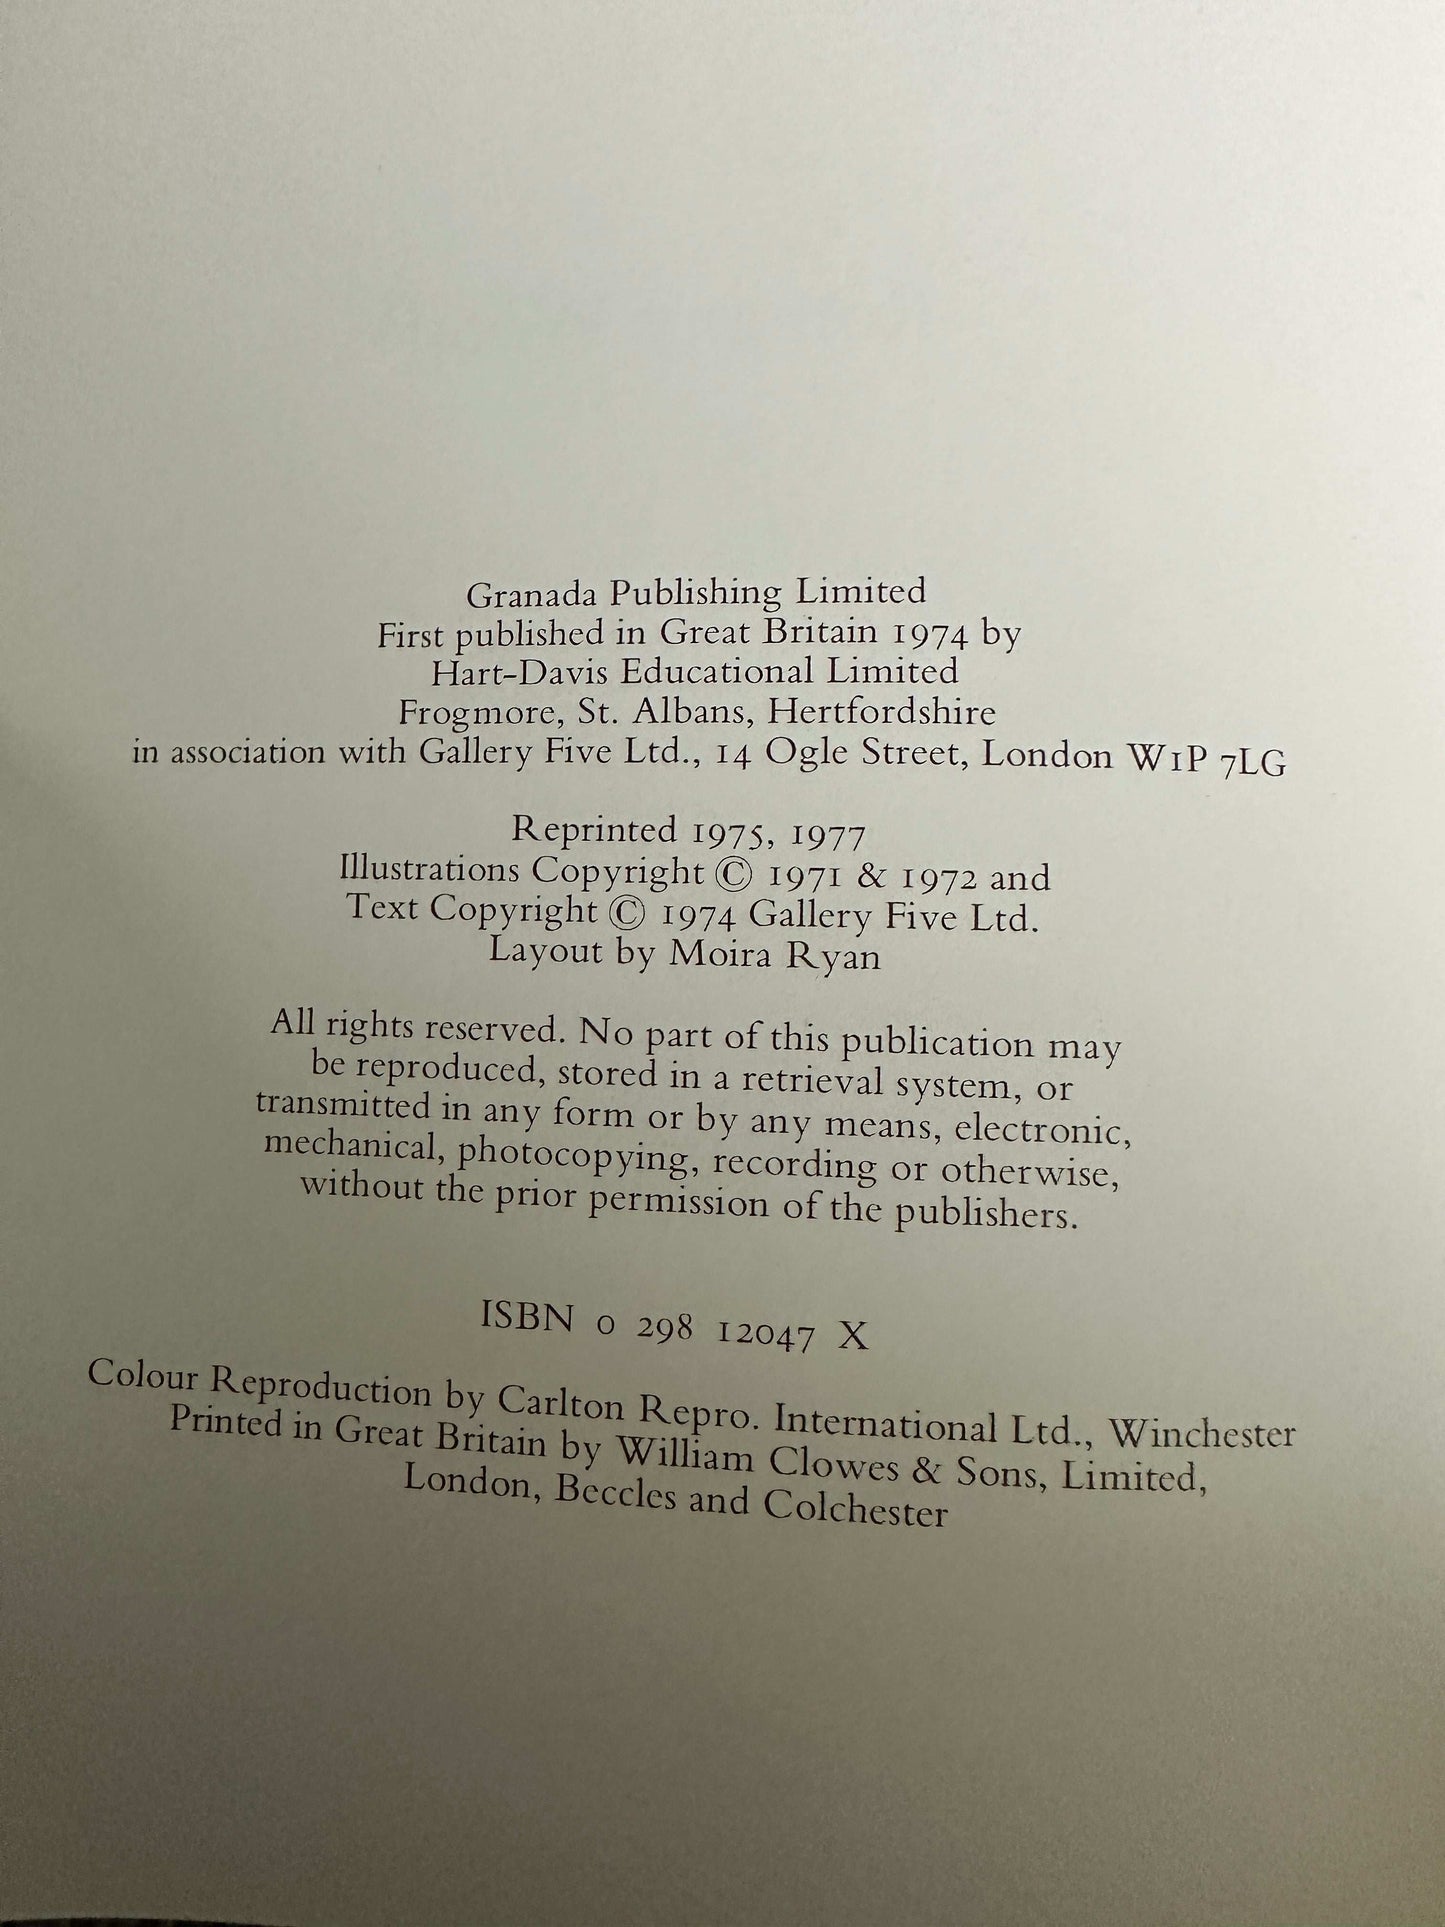 Granada Publishing Limited
First published in Great Britain 1974 by
Hart-Davis Educational Limited
Frogmore, St. Albans, Hertfordshire
in association with Gallery Five Ltd., 14 Ogle Street, London W1P 7LG
Reprinted 1975, 1977
Illustrations Copyright © 1971 & 1972 and
Text Copyright © 1974 Gallery Five Ltd.
Layout by Moira Ryan
All rights reserved. No part of this publication may
be reproduced, stored in a retrieval system, or
transmitted in any form or by any means, electronic,
mechanical, photocopying, recording or otherwise,
without the prior permission of the publishers.
ISBN 0 298 12047 X
Colour Reproduction by Carlton Repro. International Ltd., Winchester
Printed in Great Britain by William Clowes & Sons, Limited,
London, Beccles and Colchester